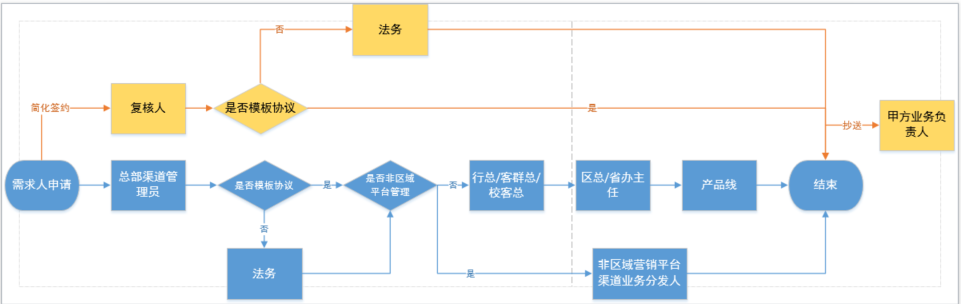 法务
否
简化签约
复核人
是否模板协议
是
抄送
甲方业务负
责人
需求人申请
总部渠道管
理员
是否模板协议
是
是否非区域
平台管理
否
行总/客群总/
校客总
区总/省办主
任
产品线
结束
否
法务
是
非区域营销平台
渠道业务分发人